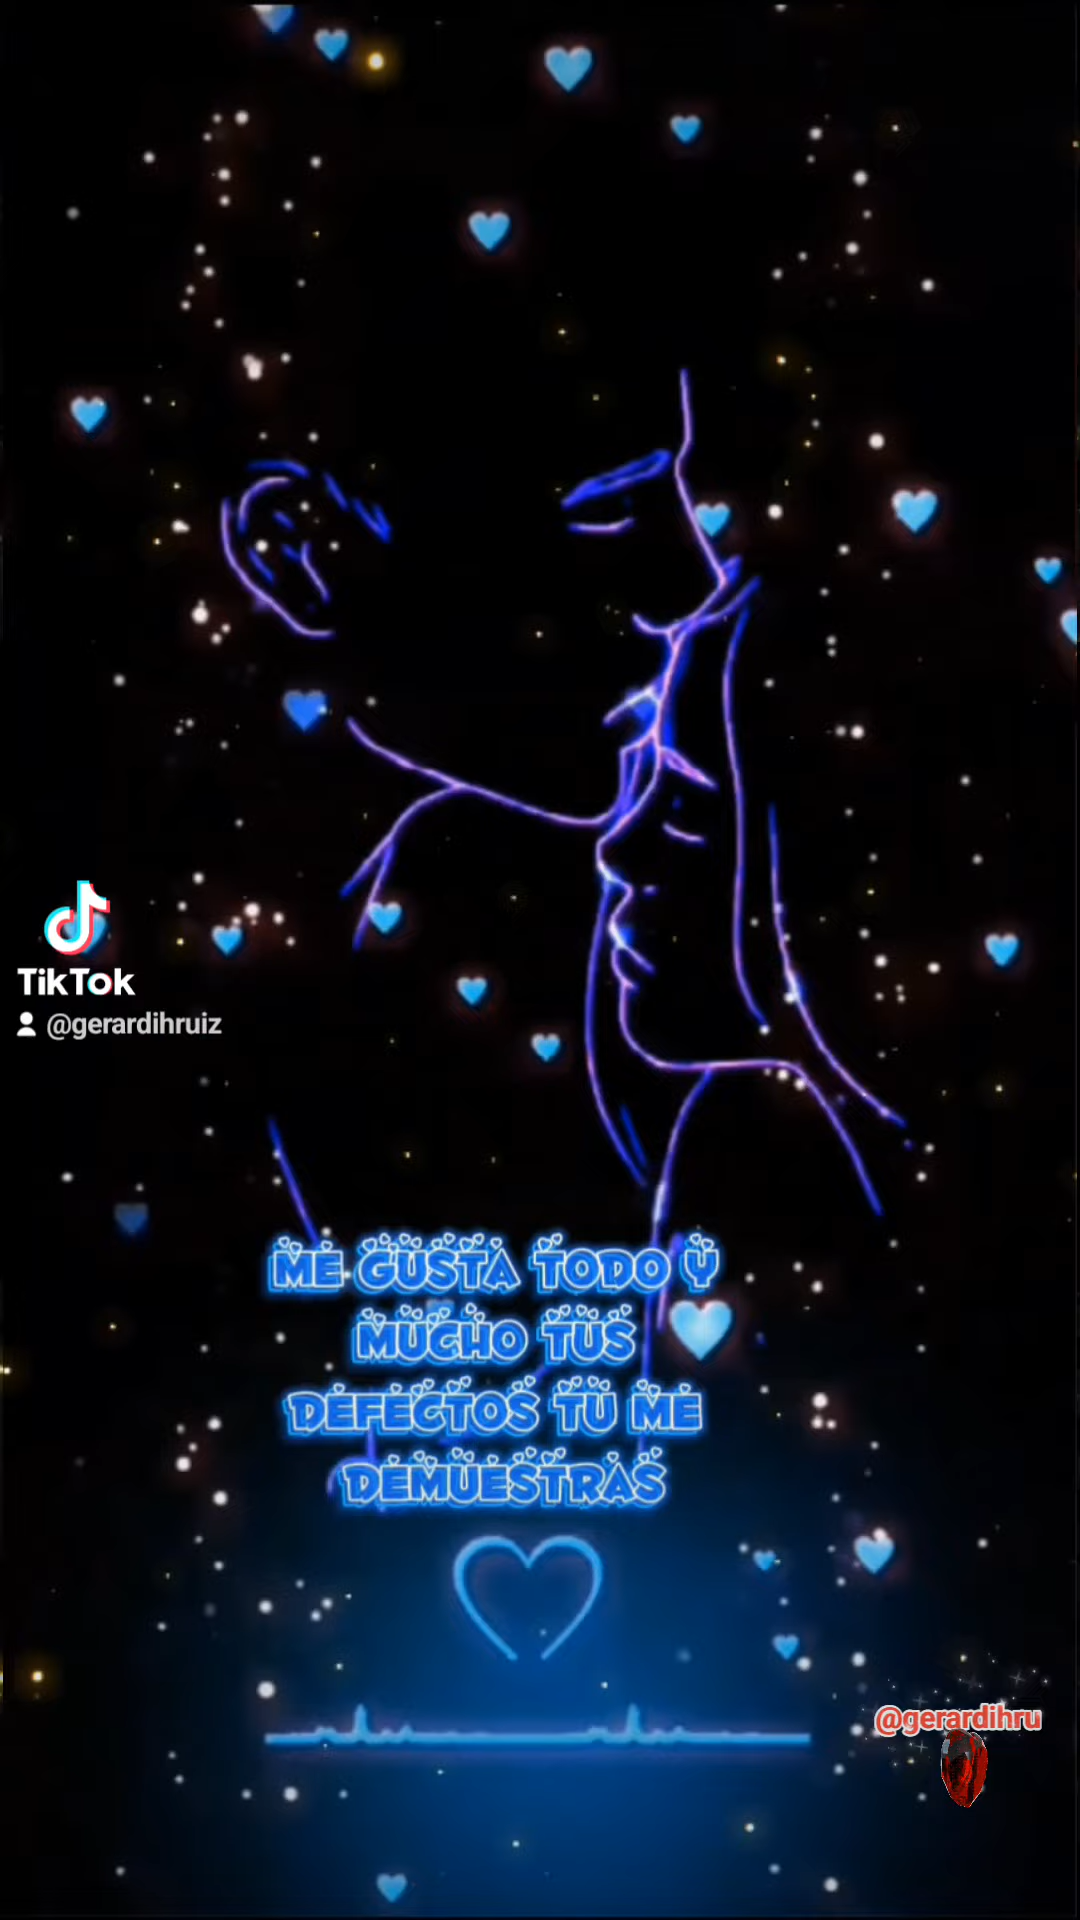 TikTok
@gerardihruiz
ME GUSTA TODO Y
MUCHO TUS
DEFECTOS TU ME
DEMUESTRAS
@gerardihru